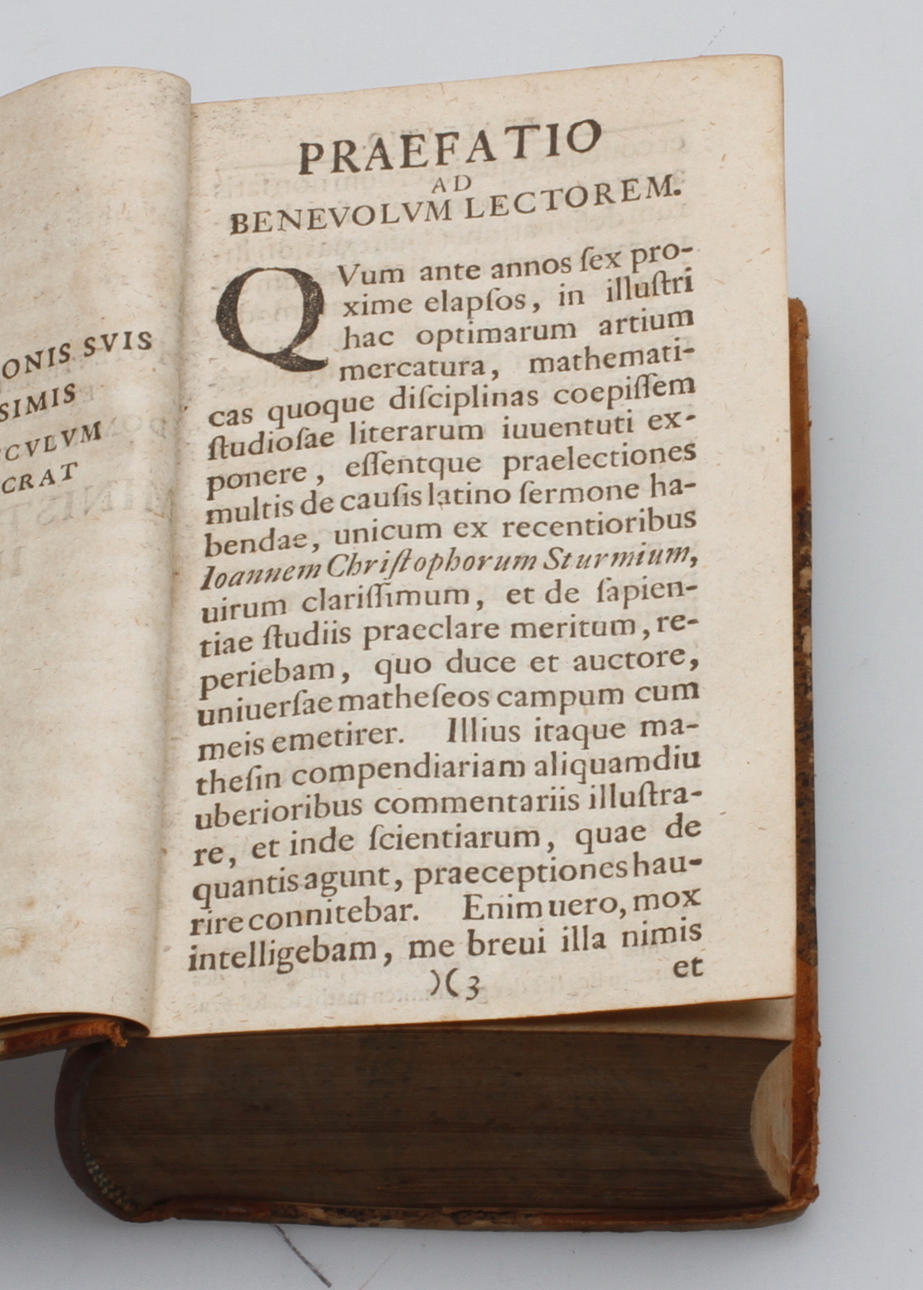 ONIS SVIS
SIMIS
CVLVM
CRAT
PRAEFATIO
AD
BENEVOLVM LECTOREM.
QVum ante annos ſex pro-
xime elapſos, in illuſtri
hac optimarum artium
mercatura, mathemati-
cas quoque diſciplinas coepiſſem
ſtudioſae literarum iuuentuti ex-
ponere, eſſentque praelectiones
multis de cauſis latino ſermone ha-
bendae, unicum ex recentioribus
Ioannem Chriſtophorum Sturmium,
uirum clariſſimum, et de ſapien-
tiae ſtudiis praeclare meritum, re-
periebam, quo duce et auctore,
uniuerſae matheſeos campum cum
meis emetirer. Illius itaque ma-
theſin compendiariam aliquamdiu
uberioribus commentariis illuſtra-
re, et inde ſcientiarum, quae de
quantis agunt, praeceptiones hau-
rire connitebar. Enimuero, mox
intelligebam, me breui illa nimis
)( 3 et